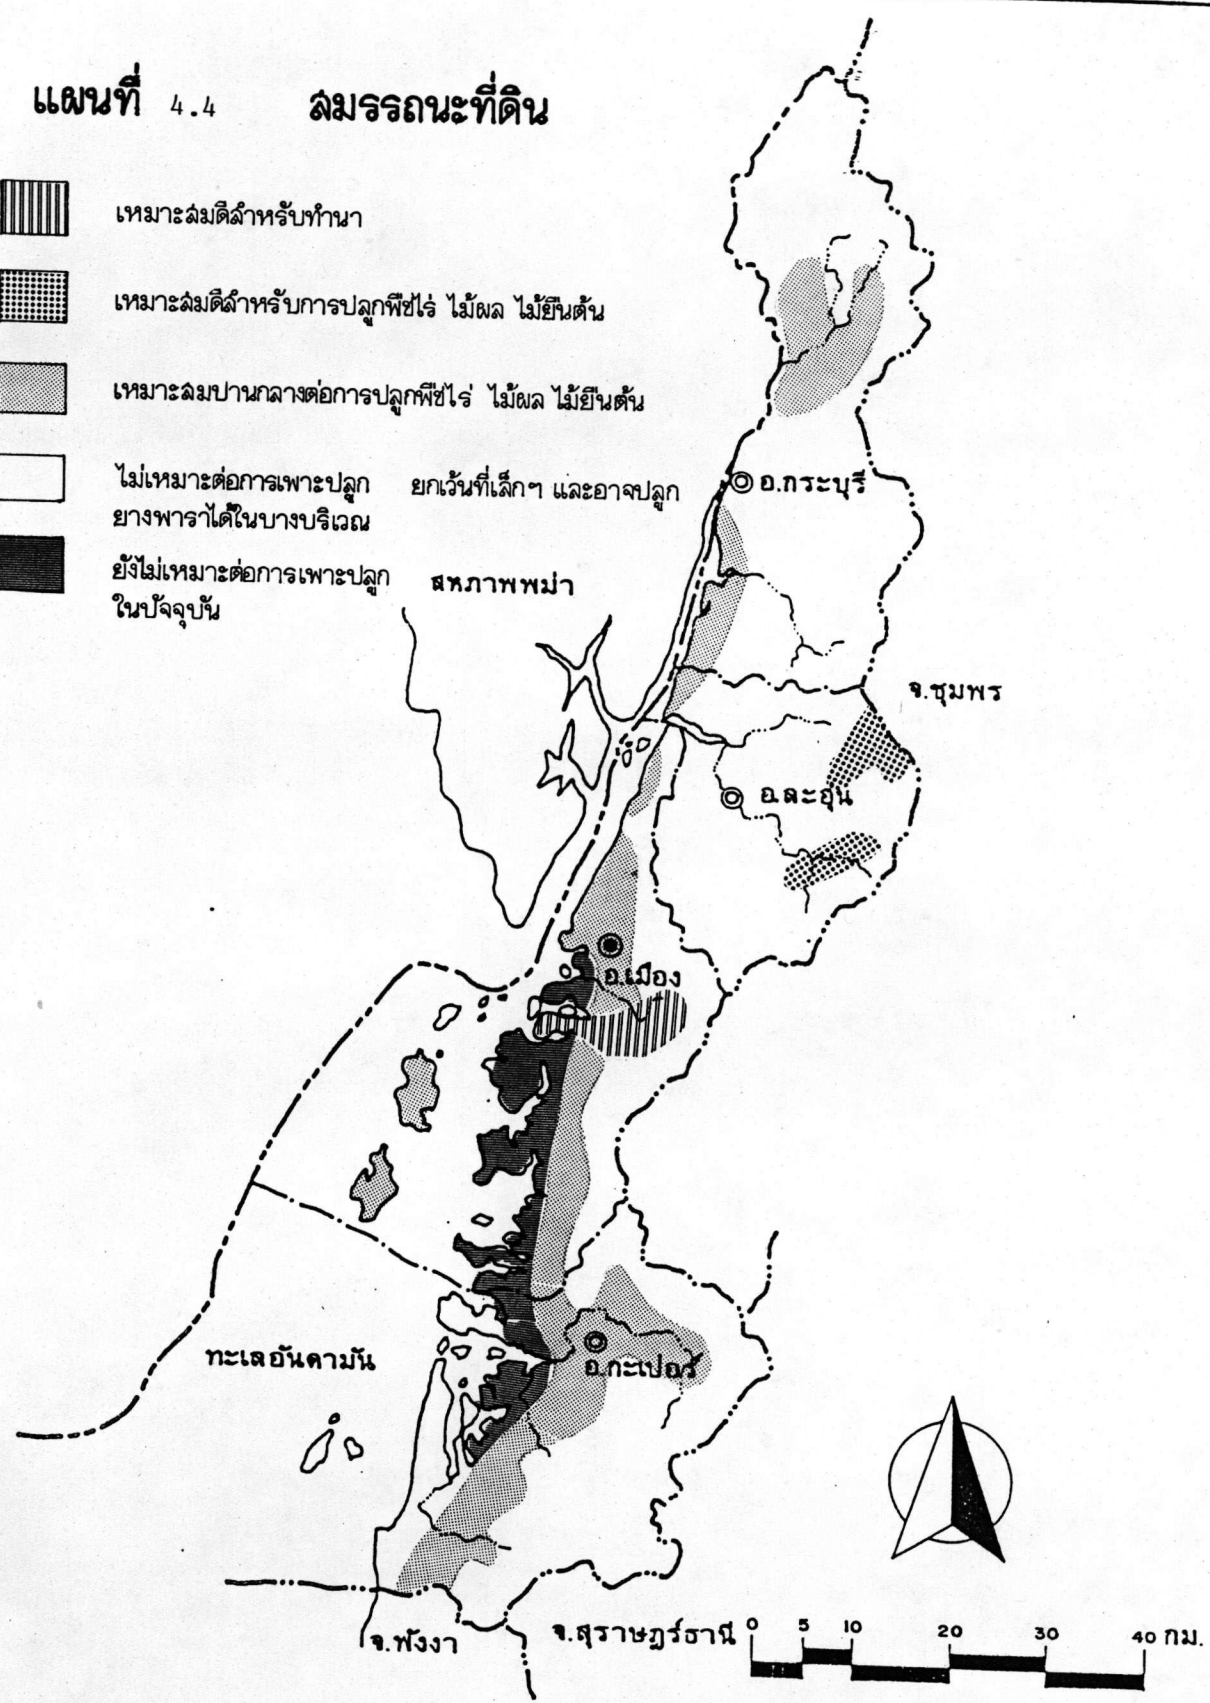 แผนที่ 4.4 สมรรถนะที่ดิน
เหมาะสมดีสำหรับทำนา
เหมาะสมดีสำหรับการปลูกพืชไร่ ไม้ผล ไม้ยืนต้น
เหมาะสมปานกลางต่อการปลูกพืชไร่ ไม้ผล ไม้ยืนต้น
ไม่เหมาะต่อการเพาะปลูก ยกเว้นที่เล็กๆ และอาจปลูก
ยางพาราได้ในบางบริเวณ
ยังไม่เหมาะต่อการเพาะปลูก
ในปัจจุบัน
สหภาพพม่า
อ.กระบุรี
จ.ชุมพร
อ.ละอุ่น
อ.เมือง
ทะเลอันดามัน
อ.กะเปอร์
จ.พังงา
จ.สุราษฎร์ธานี
0 5 10 20 30 40 กม.